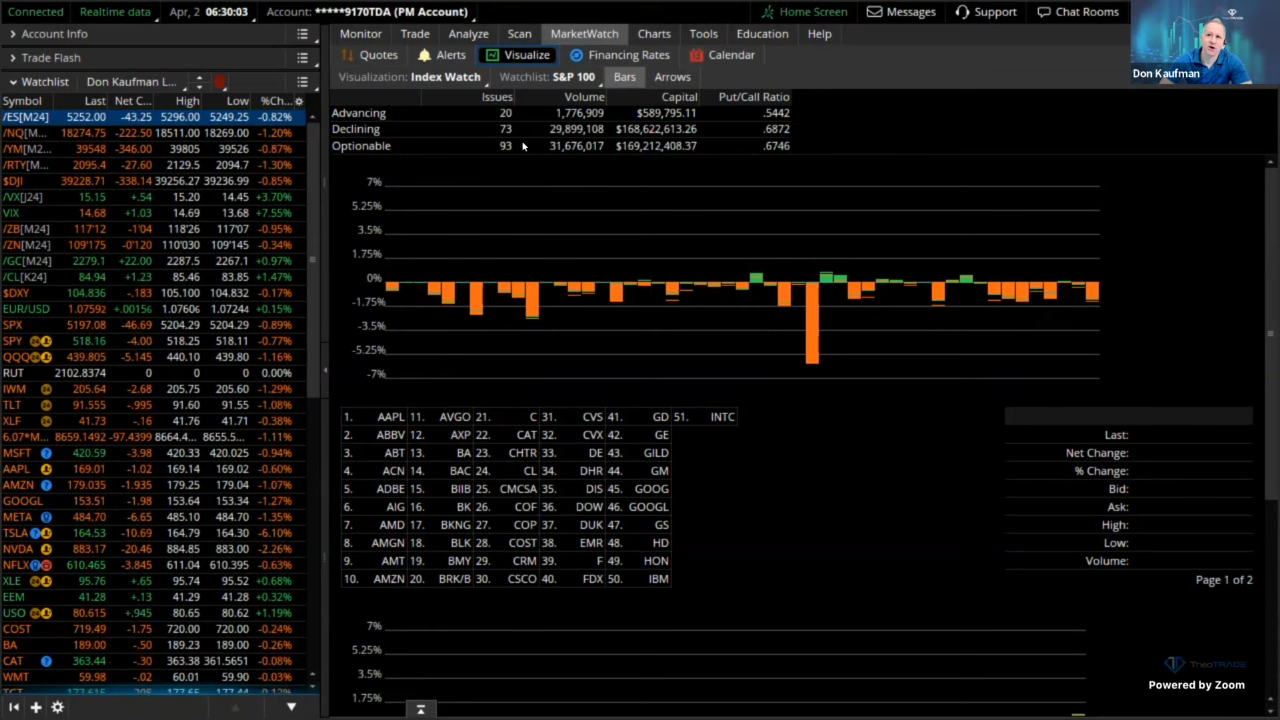 Connected Realtime data Apr, 2 06:30:03 Account: *****9170TDA (PM Account) Home Screen Messages Support Chat Rooms
Account Info
Trade Flash
Watchlist Don Kaufman L...
Symbol Last Net C... High Low %Ch...
/ES[M24] 5252.00 -43.25 5296.00 5249.25 -0.82%
/NQ[M... 18274.75 -222.50 18511.00 18269.00 -1.20%
/YM[M2... 39548 -346.00 39805 39526 -0.87%
/RTY[M... 2095.4 -27.60 2129.5 2094.7 -1.30%
$DJI 39228.71 -338.14 39256.27 39236.99 -0.85%
/VX[J24] 15.15 +.54 15.20 14.45 +3.70%
VIX 14.68 +1.03 14.69 13.68 +7.55%
/ZB[M24] 117'12 -1'04 118'26 117'07 -0.95%
/ZN[M24] 109'175 -0'120 110'030 109'145 -0.34%
/GC[M24] 2279.1 +22.00 2287.5 2267.1 +0.97%
/CL[K24] 84.94 +1.23 85.46 83.85 +1.47%
$DXY 104.836 -.183 105.100 104.832 -0.17%
EUR/USD 1.07592 +.00156 1.07606 1.07244 +0.15%
SPX 5197.08 -46.69 5204.29 5204.29 -0.89%
SPY 518.16 -4.00 518.25 518.11 -0.77%
QQQ 439.805 -5.145 440.10 439.80 -1.16%
RUT 2102.8374 0 0 0 0.00%
IWM 205.64 -2.68 205.75 205.60 -1.29%
TLT 91.555 -.995 91.60 91.55 -1.08%
XLF 41.73 -.16 41.76 41.71 -0.38%
6.07*M... 8659.1492 -97.4399 8664.4... 8655.5... -1.11%
MSFT 420.59 -3.98 420.33 420.025 -0.94%
AAPL 169.01 -1.02 169.14 168.02 -0.60%
AMZN 179.035 -1.935 179.25 179.04 -1.07%
GOOGL 153.51 -1.98 153.64 153.34 -1.27%
META 484.70 -6.65 485.10 484.70 -1.35%
TSLA 164.53 -10.69 164.79 164.30 -6.10%
NVDA 883.17 -20.46 884.85 883.00 -2.26%
NFLX 610.465 -3.845 611.04 610.395 -0.63%
XLE 95.76 +.65 95.74 95.52 +0.68%
EEM 41.28 +.13 41.29 41.28 +0.32%
USO 80.615 +.945 80.65 80.62 +1.19%
COST 719.49 -1.75 720.00 720.00 -0.24%
BA 189.00 -.50 189.23 189.00 -0.26%
CAT 363.44 -.30 363.38 361.5651 -0.08%
WMT 59.98 -.02 60.01 59.90 -0.03%
Monitor Trade Analyze Scan MarketWatch Charts Tools Education Help
Quotes Alerts Visualize Financing Rates Calendar
Visualization: Index Watch Watchlist: S&P 100 Bars Arrows
Issues Volume Capital Put/Call Ratio
Advancing 20 1,776,909 $589,795.11 .5442
Declining 73 29,899,108 $168,622,613.26 .6872
Optionable 93 31,676,017 $169,212,408.37 .6746
7%
5.25%
3.5%
1.75%
0%
-1.75%
-3.5%
-5.25%
-7%
1. AAPL 11. AVGO 21. C 31. CVS 41. GD 51. INTC
2. ABBV 12. AXP 22. CAT 32. CVX 42. GE
3. ABT 13. BA 23. CHTR 33. DE 43. GILD
4. ACN 14. BAC 24. CL 34. DHR 44. GM
5. ADBE 15. BIIB 25. CMCSA 35. DIS 45. GOOG
6. AIG 16. BK 26. COF 36. DOW 46. GOOGL
7. AMD 17. BKNG 27. COP 37. DUK 47. GS
8. AMGN 18. BLK 28. COST 38. EMR 48. HD
9. AMT 19. BMY 29. CRM 39. F 49. HON
10. AMZN 20. BRK/B 30. CSCO 40. FDX 50. IBM
Last:
Net Change:
% Change:
Bid:
Ask:
High:
Low:
Volume:
Page 1 of 2
7%
5.25%
3.5%
1.75%
Don Kaufman
THEOTRADE
Powered by Zoom